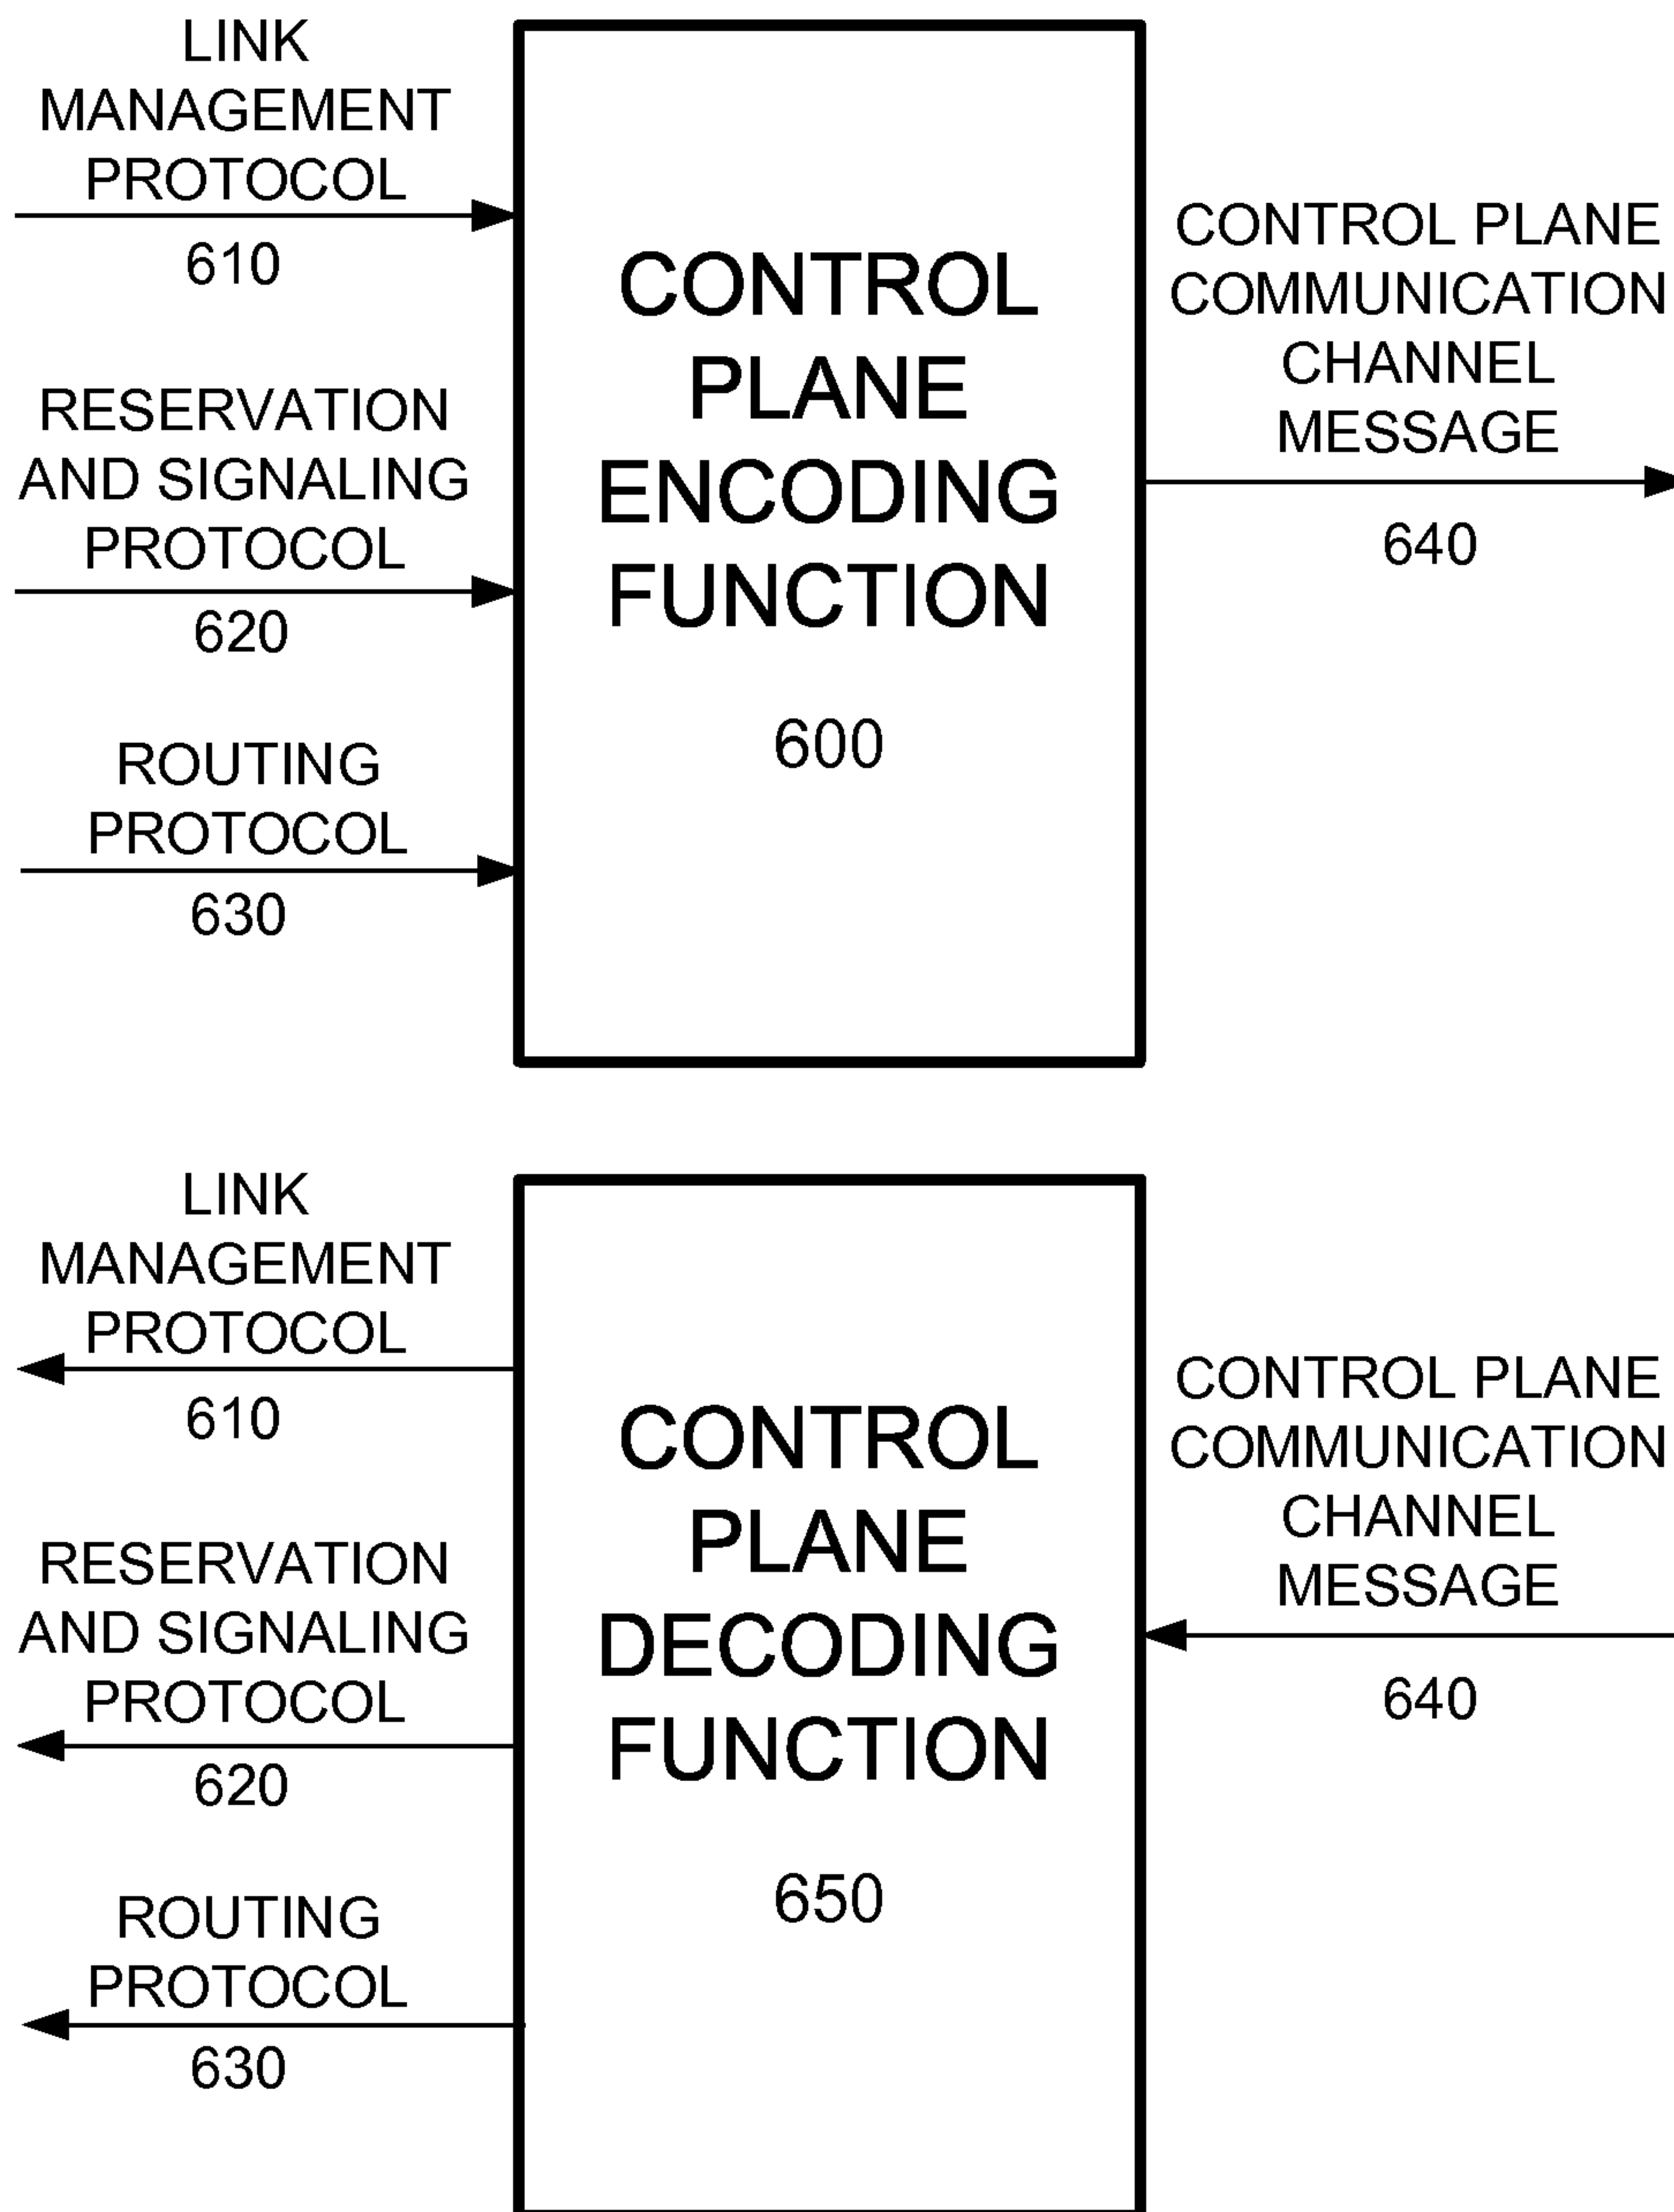 LINK
MANAGEMENT
PROTOCOL
610
RESERVATION
AND SIGNALING
PROTOCOL
620
ROUTING
PROTOCOL
630
CONTROL
PLANE
ENCODING
FUNCTION
600
CONTROL PLANE
COMMUNICATION
CHANNEL
MESSAGE
640
LINK
MANAGEMENT
PROTOCOL
610
RESERVATION
AND SIGNALING
PROTOCOL
620
ROUTING
PROTOCOL
630
CONTROL
PLANE
DECODING
FUNCTION
650
CONTROL PLANE
COMMUNICATION
CHANNEL
MESSAGE
640